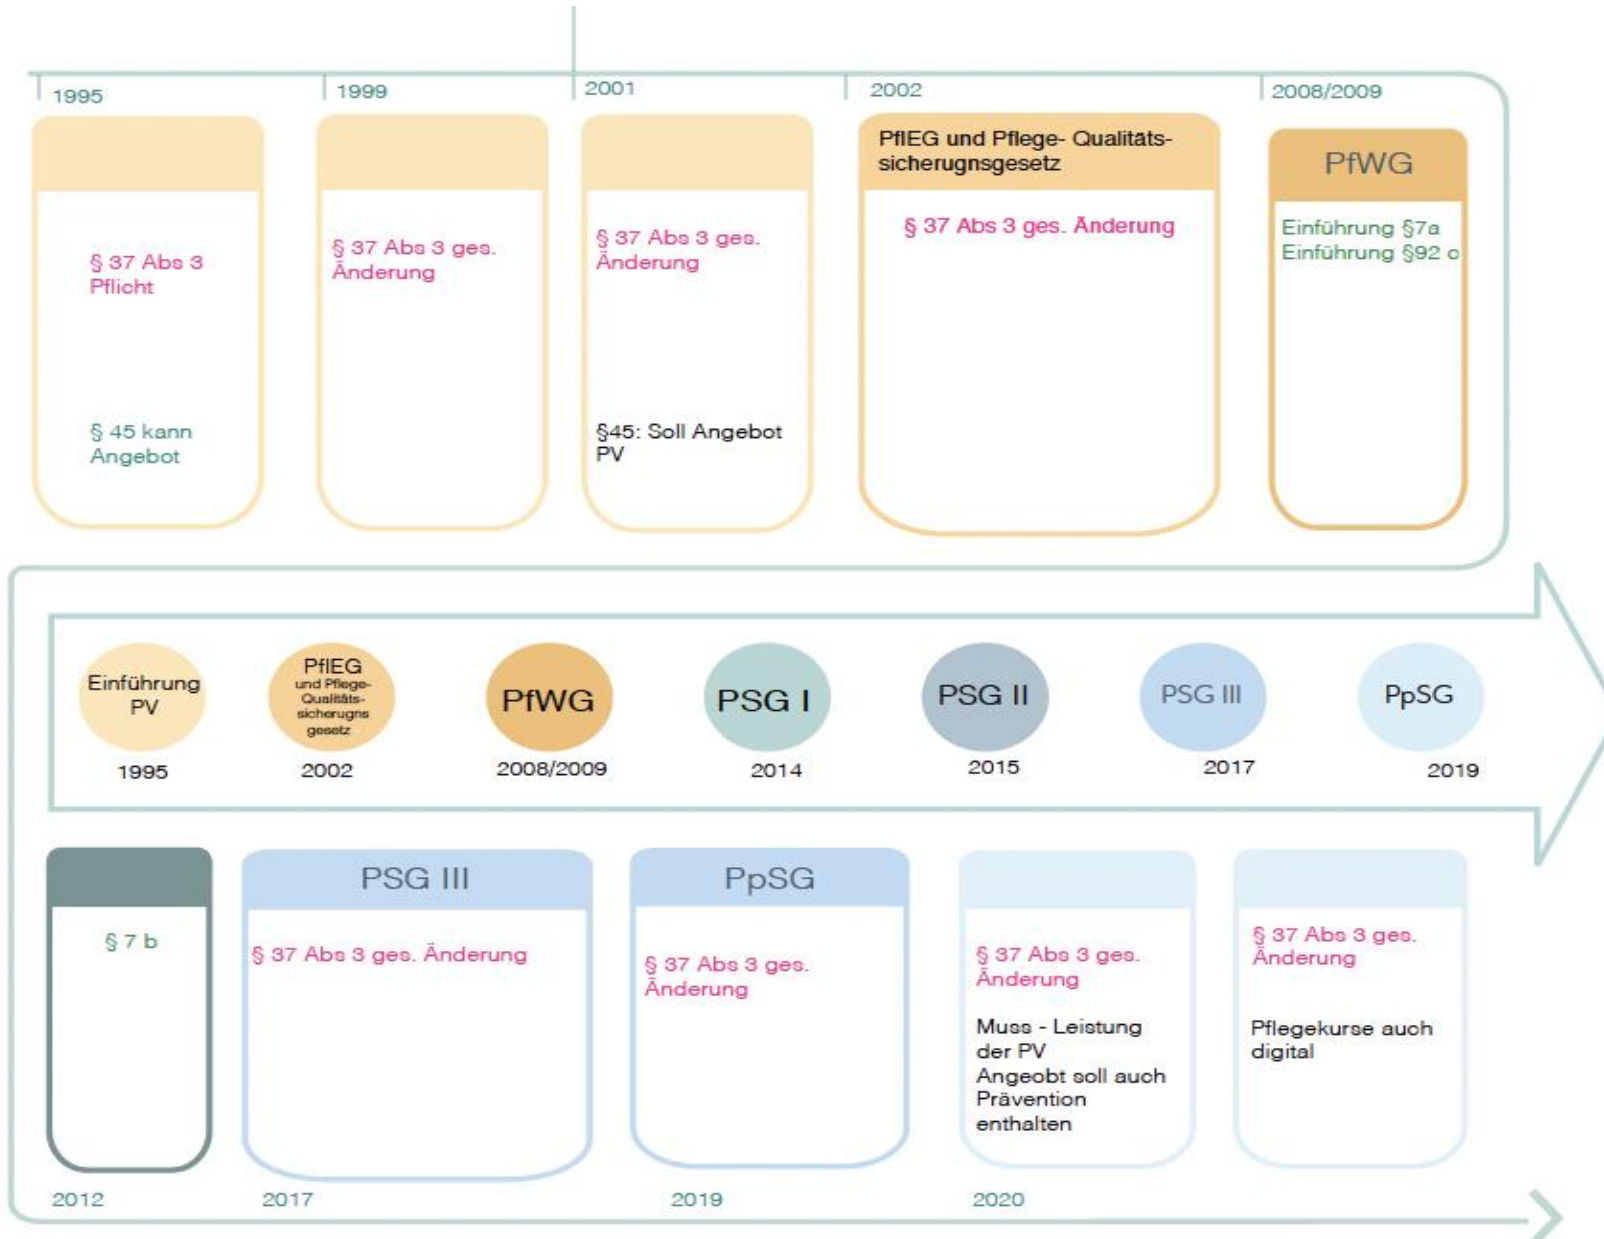 1995
1999
2001
2002
2008/2009
PflEG und Pflege- Qualitäts-
sicherugnsgesetz
PfWG
§ 37 Abs 3
Pflicht
§ 45 kann
Angebot
§ 37 Abs 3 ges.
Änderung
§ 37 Abs 3 ges.
Änderung
§45: Soll Angebot
PV
§ 37 Abs 3 ges. Änderung
Einführung §7a
Einführung §92 c
Einführung
PV
1995
PflEG
und Pflege-
Qualitäts-
sicherugns
gesetz
2002
PfWG
2008/2009
PSG I
2014
PSG II
2015
PSG III
2017
PpSG
2019
§ 7 b
PSG III
§ 37 Abs 3 ges. Änderung
PpSG
§ 37 Abs 3 ges.
Änderung
§ 37 Abs 3 ges.
Änderung
Muss - Leistung
der PV
Angeobt soll auch
Prävention
enthalten
§ 37 Abs 3 ges.
Änderung
Pflegekurse auch
digital
2012
2017
2019
2020